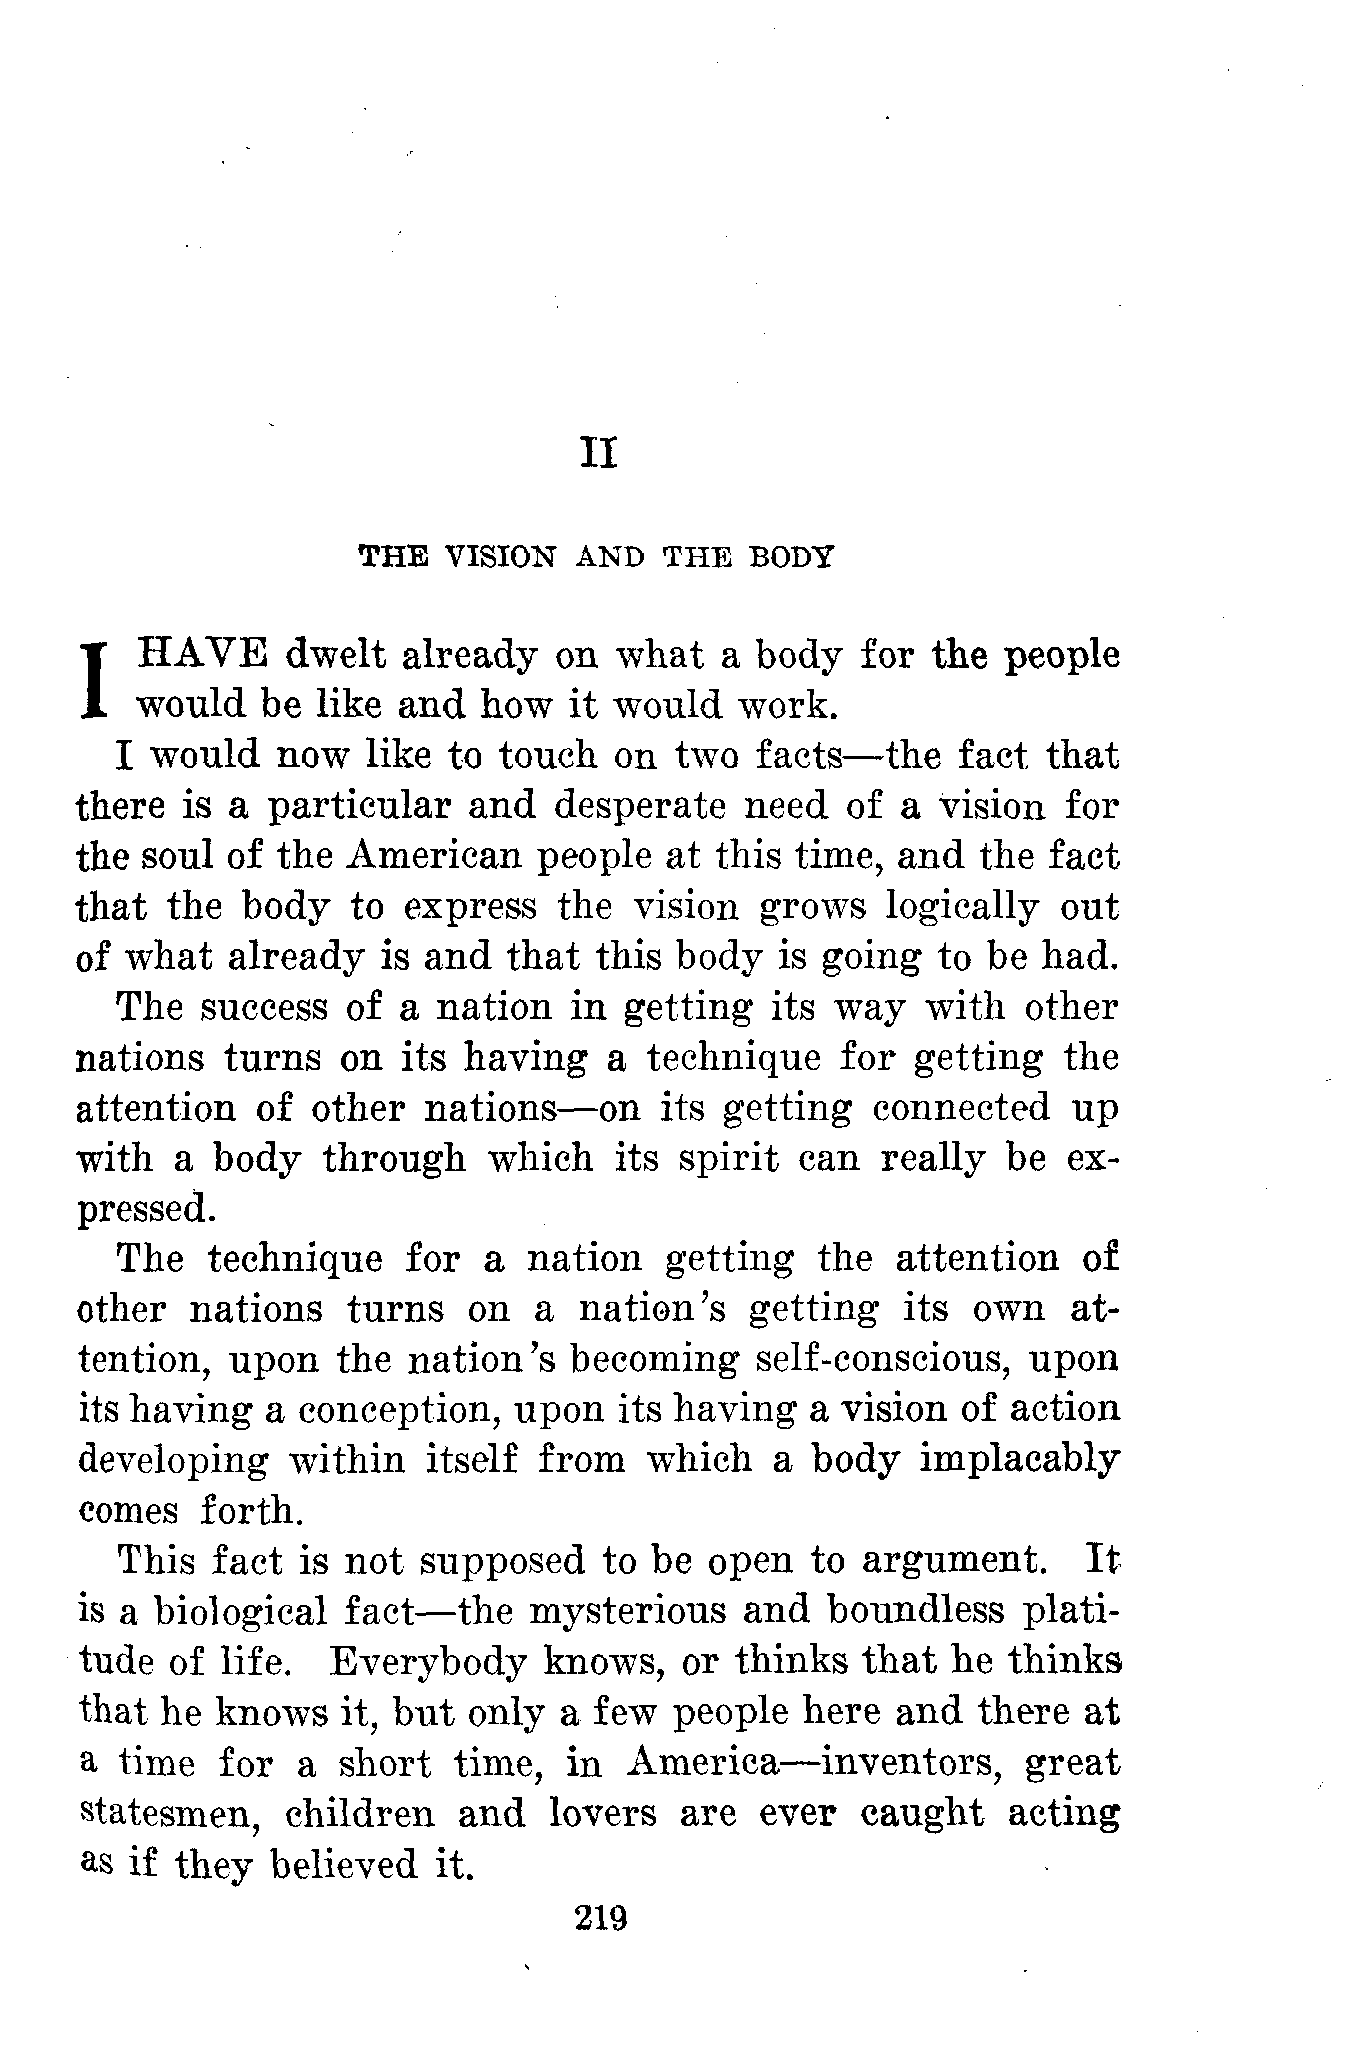 II
THE VISION AND THE BODY
I HAVE dwelt already on what a body for the people
would be like and how it would work.
I would now like to touch on two facts—the fact that
there is a particular and desperate need of a vision for
the soul of the American people at this time, and the fact
that the body to express the vision grows logically out
of what already is and that this body is going to be had.
The success of a nation in getting its way with other
nations turns on its having a technique for getting the
attention of other nations—on its getting connected up
with a body through which its spirit can really be ex-
pressed.
The technique for a nation getting the attention of
other nations turns on a nation's getting its own at-
tention, upon the nation's becoming self-conscious, upon
its having a conception, upon its having a vision of action
developing within itself from which a body implacably
comes forth.
This fact is not supposed to be open to argument. It
is a biological fact—the mysterious and boundless plati-
tude of life. Everybody knows, or thinks that he thinks
that he knows it, but only a few people here and there at
a time for a short time, in America—inventors, great
statesmen, children and lovers are ever caught acting
as if they believed it.
219